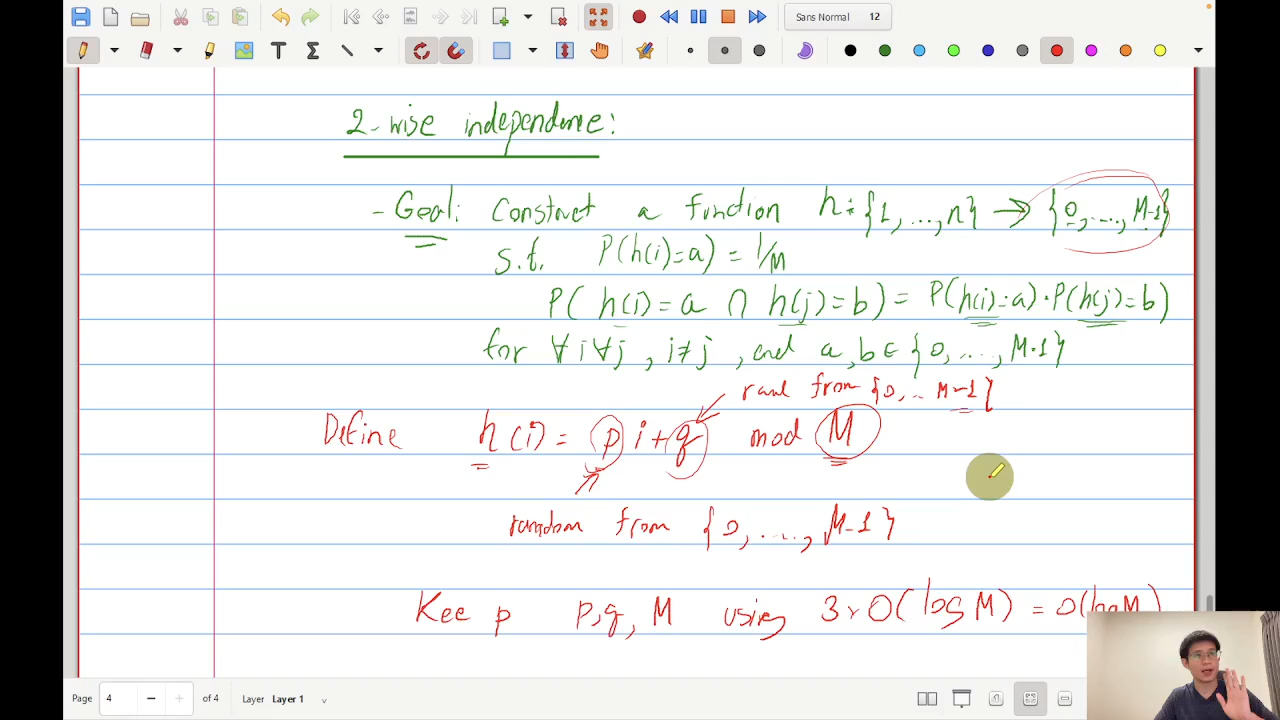 Sans Normal 12
2-wise independence:
- Goal: Construct a function h: {1, ..., n} → {0, ..., M-1}
s.t. P(h(i)=a) = 1/M
P( h(i)=a ∩ h(j)=b) = P(h(i)=a)·P(h(j)=b)
for ∀i∀j, i≠j, and a,b ∈ {0, ..., M-1}
rand from {0, .. M-1}
Define h(i) = p i + q mod M
random from {0, ...., M-1}
Keep p,q, M using 3 x O(log M) = O(log M)
Page 4 of 4 Layer Layer 1